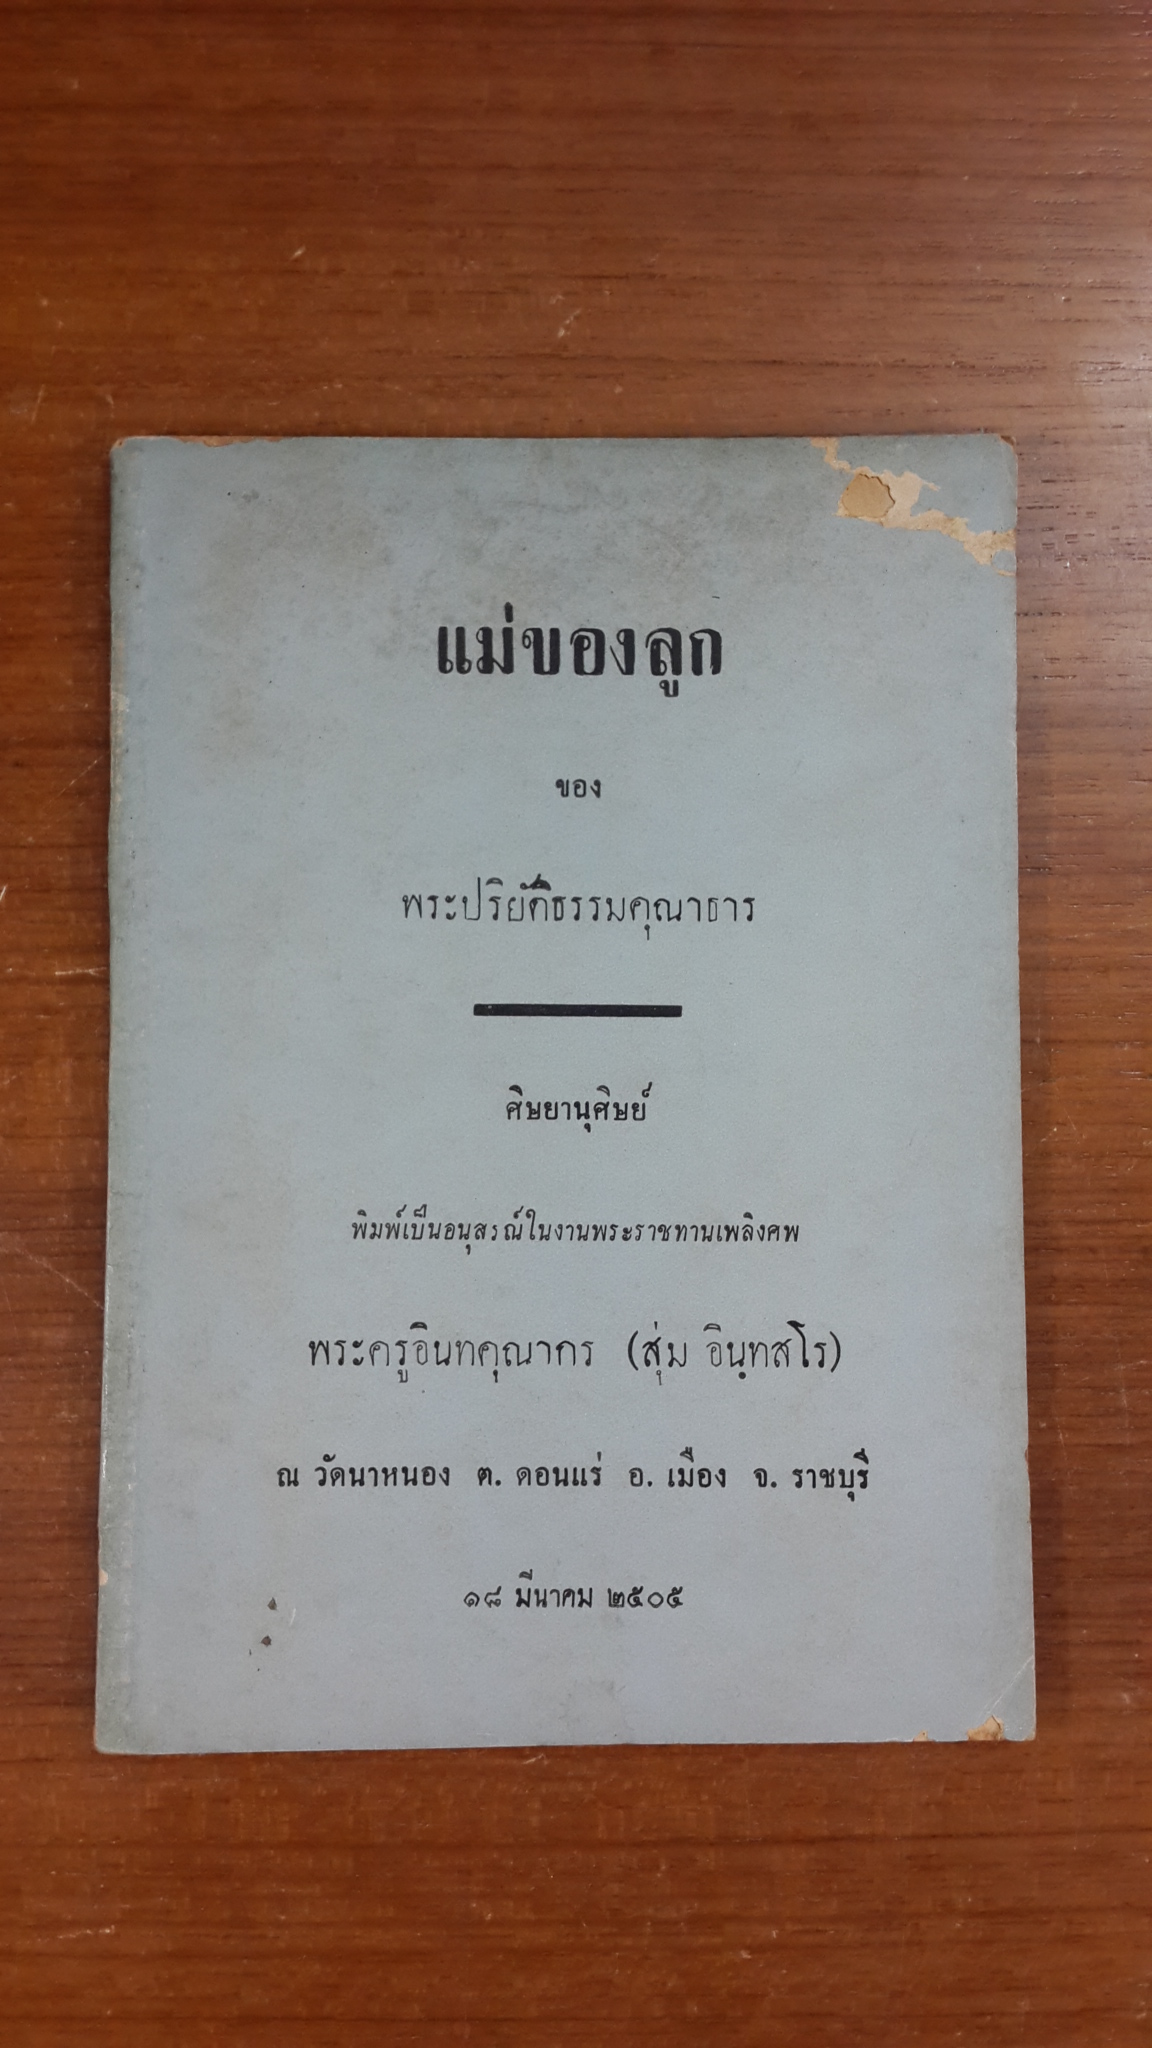 แม่ของลูก
ของ
พระปริยัติธรรมคุณาธาร
ศิษยานุศิษย์
พิมพ์เป็นอนุสรณ์ในงานพระราชทานเพลิงศพ
พระครูอินทคุณากร (สุ่ม อินฺทสโร)
ณ วัดนาหนอง ต. ดอนแร่ อ. เมือง จ. ราชบุรี
๑๘ มีนาคม ๒๕๐๕